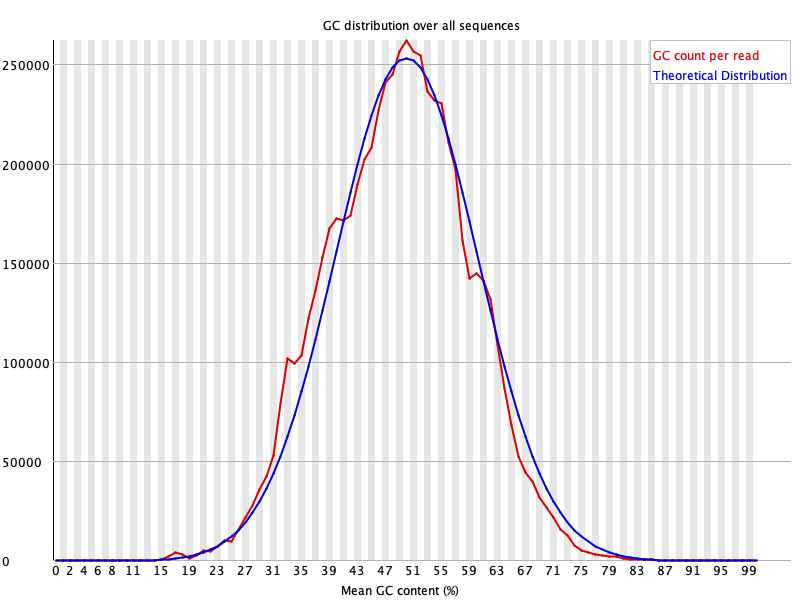 GC distribution over all sequences
GC count per read
Theoretical Distribution
250000
200000
150000
100000
50000
0
0 2 4 6 8 11 15 19 23 27 31 35 39 43 47 51 55 59 63 67 71 75 79 83 87 91 95 99
Mean GC content (%)